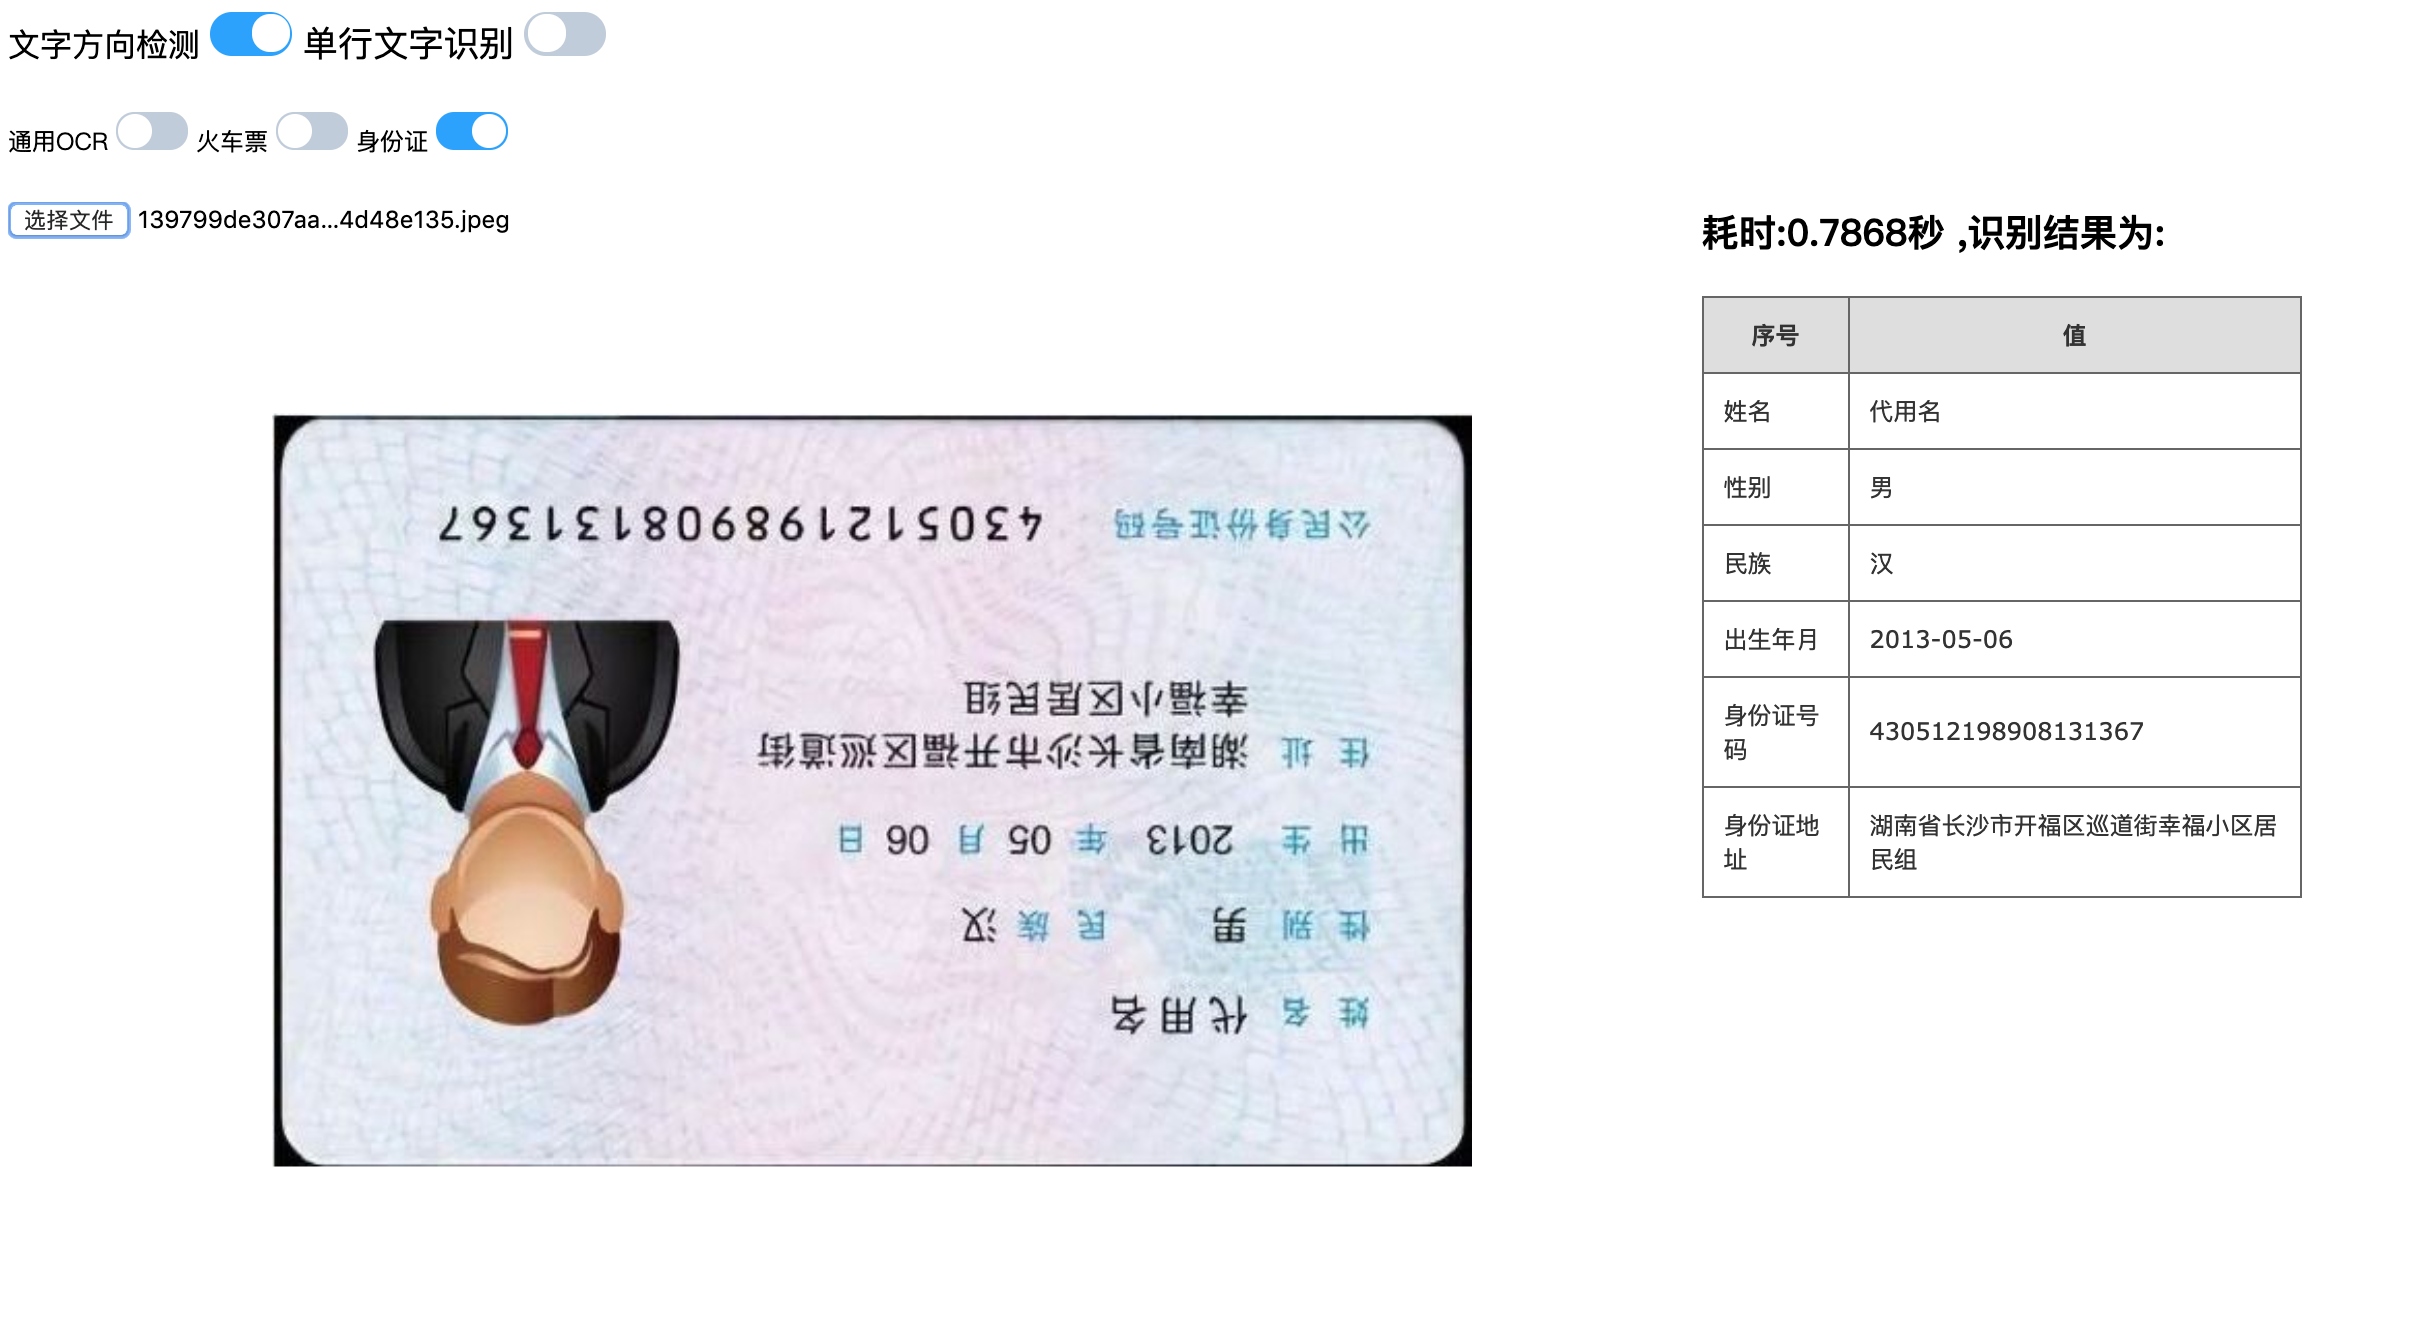 文字方向检测 单行文字识别
通用OCR 火车票 身份证
选择文件 139799de307aa...4d48e135.jpeg
姓 名 代用名
性 别 男 民 族 汉
出 生 2013 年 05 月 06 日
住 址 湖南省长沙市开福区巡道街
幸福小区居民组
公民身份证号码 430512198908131367
耗时:0.7868秒 ,识别结果为:
序号 值
姓名 代用名
性别 男
民族 汉
出生年月 2013-05-06
身份证号
码 430512198908131367
身份证地 湖南省长沙市开福区巡道街幸福小区居
址 民组